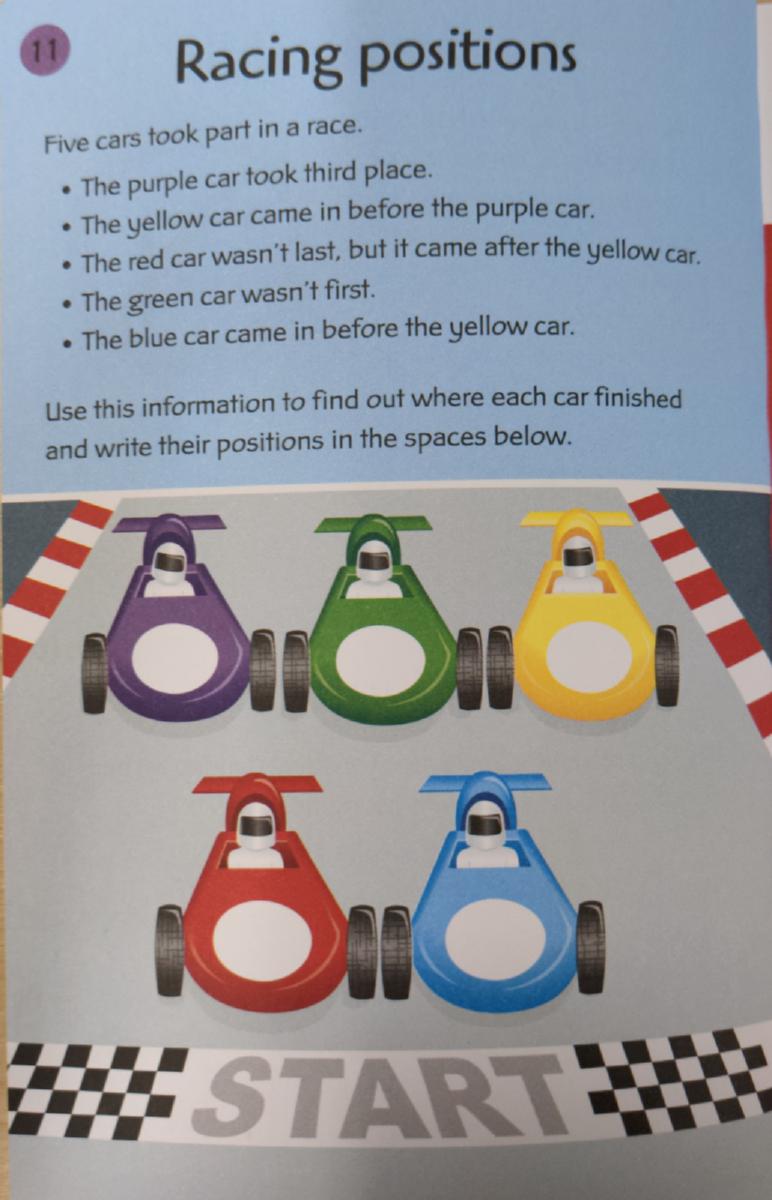 11
Racing positions
Five cars took part in a race.
• The purple car took third place.
• The yellow car came in before the purple car.
• The red car wasn't last, but it came after the yellow car.
• The green car wasn't first.
• The blue car came in before the yellow car.
Use this information to find out where each car finished
and write their positions in the spaces below.
START